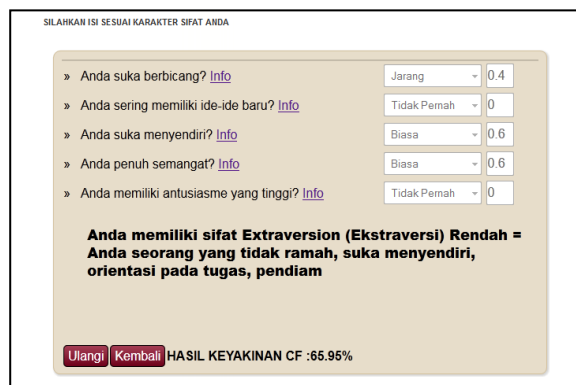 SILAHKAN ISI SESUAI KARAKTER SIFAT ANDA
» Anda suka berbicang? Info Jarang 0.4
» Anda sering memiliki ide-ide baru? Info Tidak Pernah 0
» Anda suka menyendiri? Info Biasa 0.6
» Anda penuh semangat? Info Biasa 0.6
» Anda memiliki antusiasme yang tinggi? Info Tidak Pernah 0
Anda memiliki sifat Extraversion (Ekstraversi) Rendah =
Anda seorang yang tidak ramah, suka menyendiri,
orientasi pada tugas, pendiam
Ulangi Kembali HASIL KEYAKINAN CF :65.95%